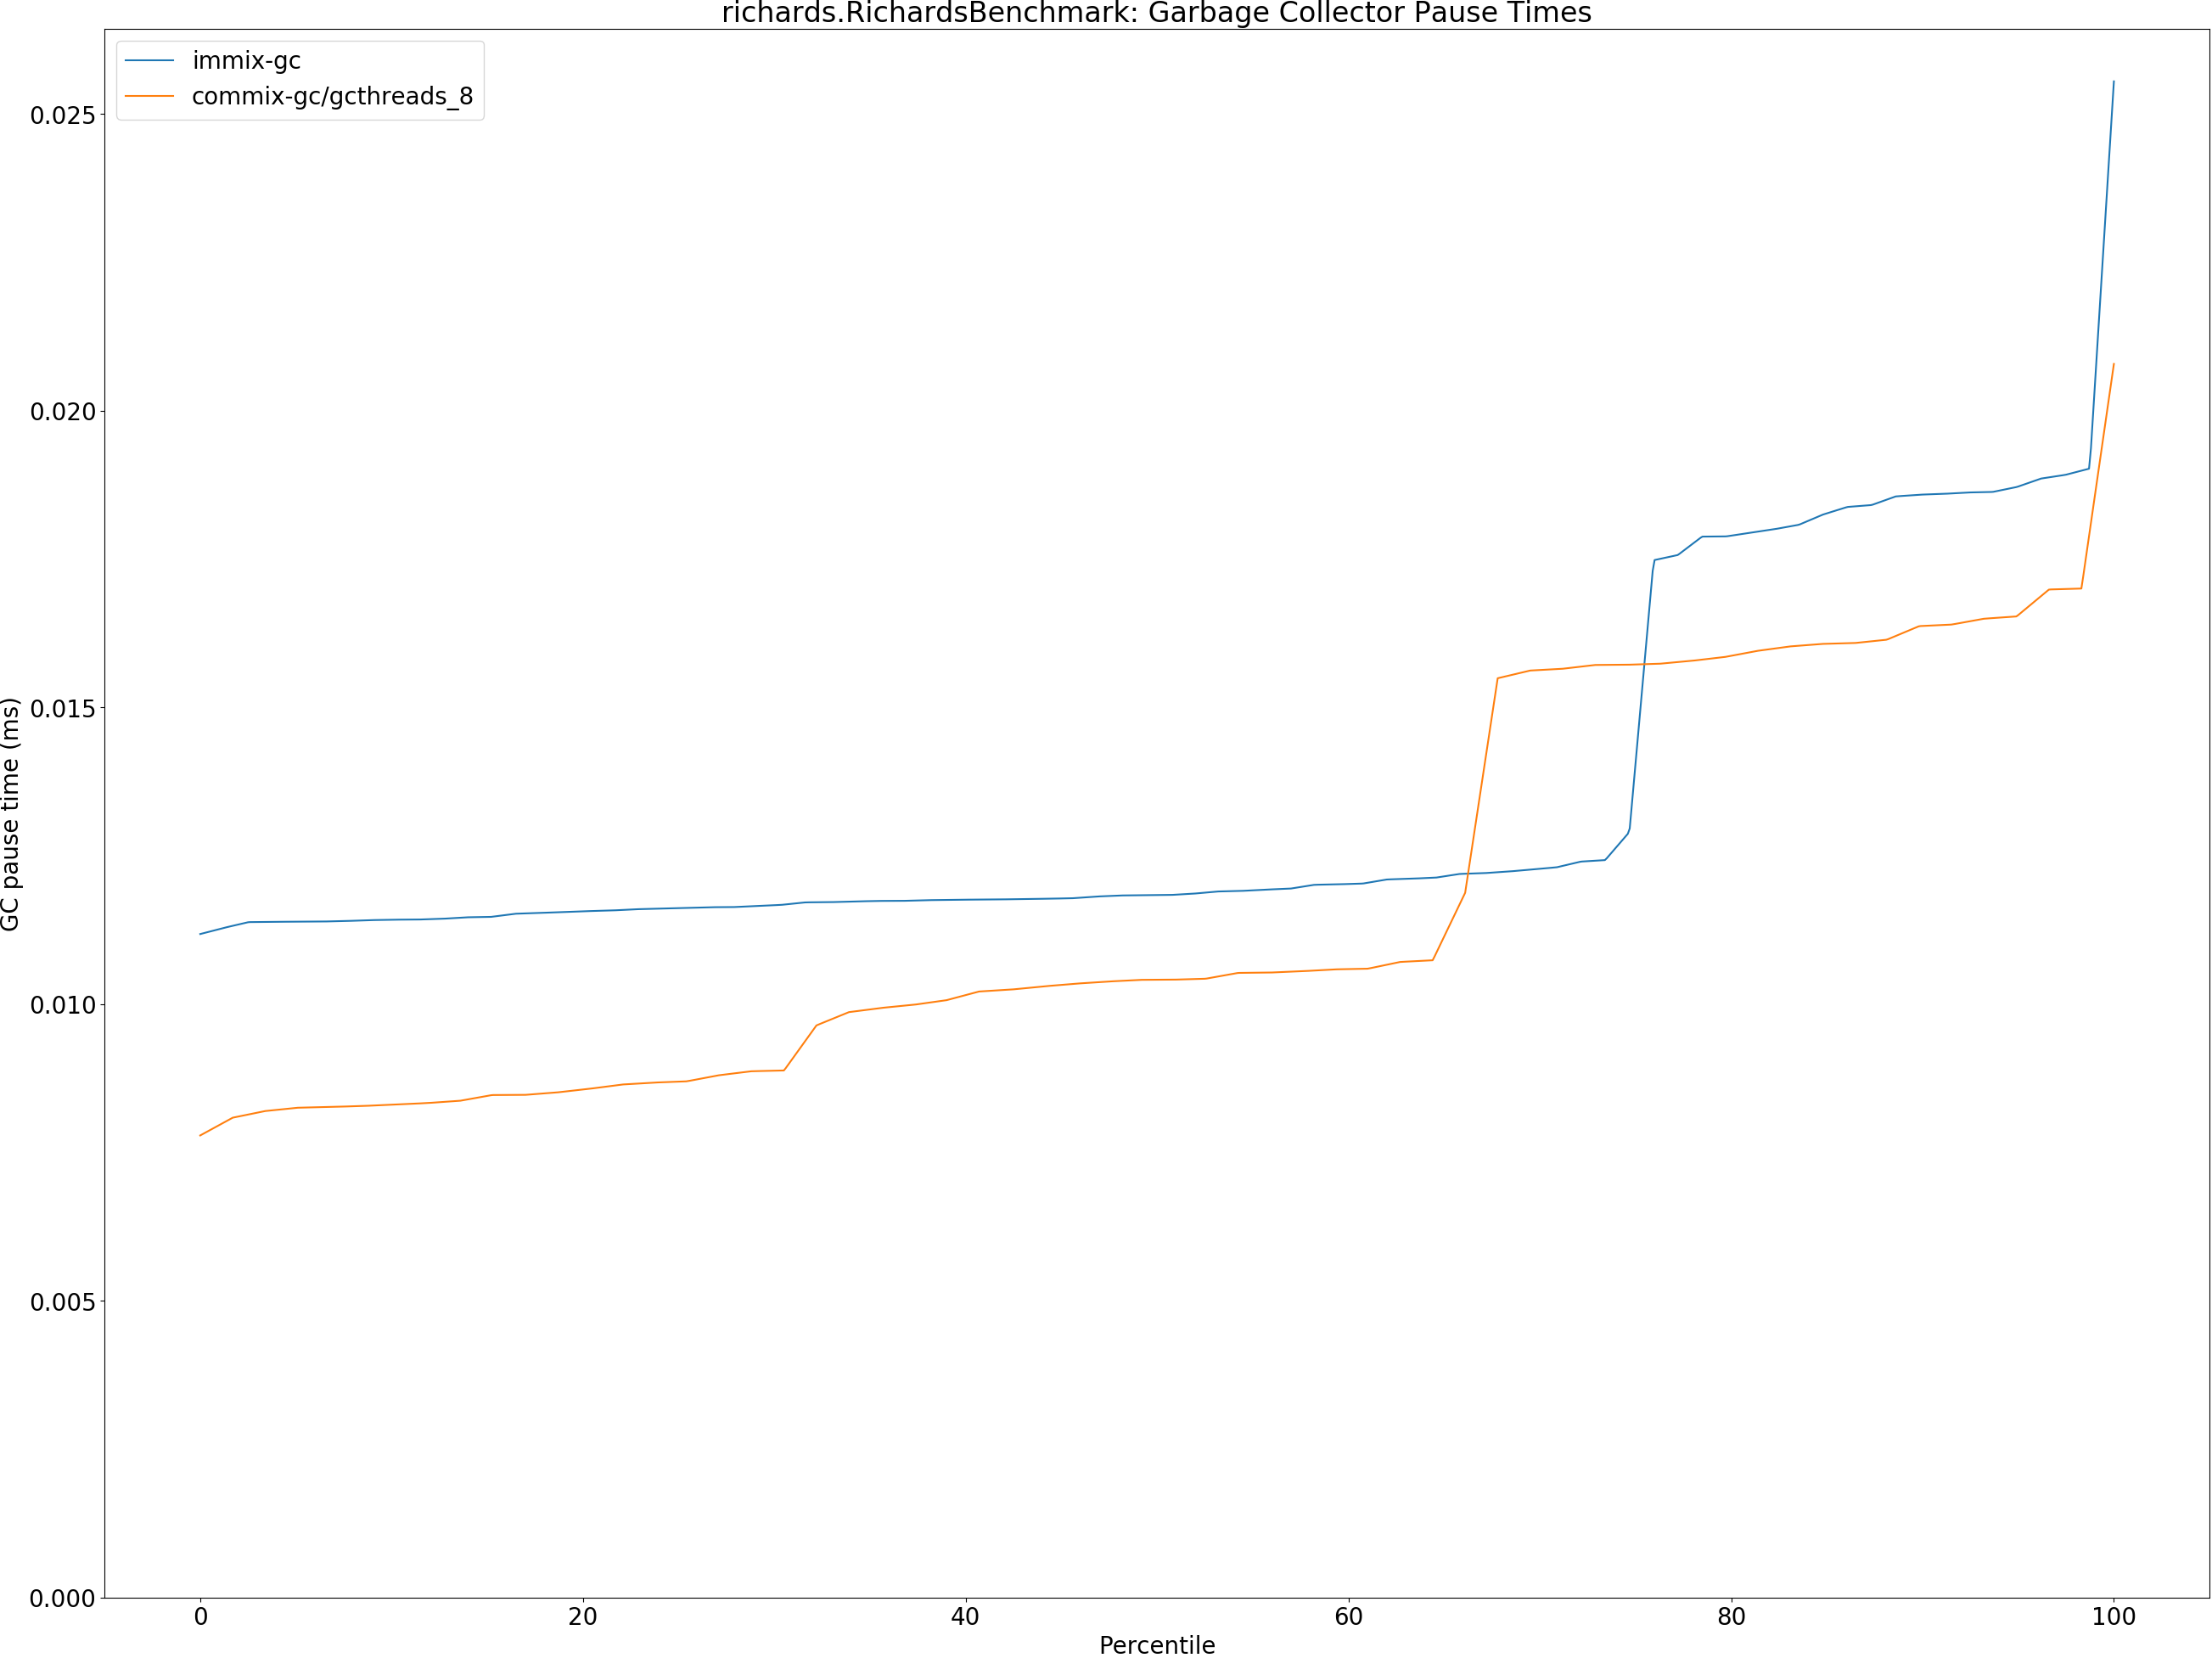 richards.RichardsBenchmark: Garbage Collector Pause Times
immix-gc
commix-gc/gcthreads_8
GC pause time (ms)
0.025
0.020
0.015
0.010
0.005
0.000
0 20 40 60 80 100
Percentile